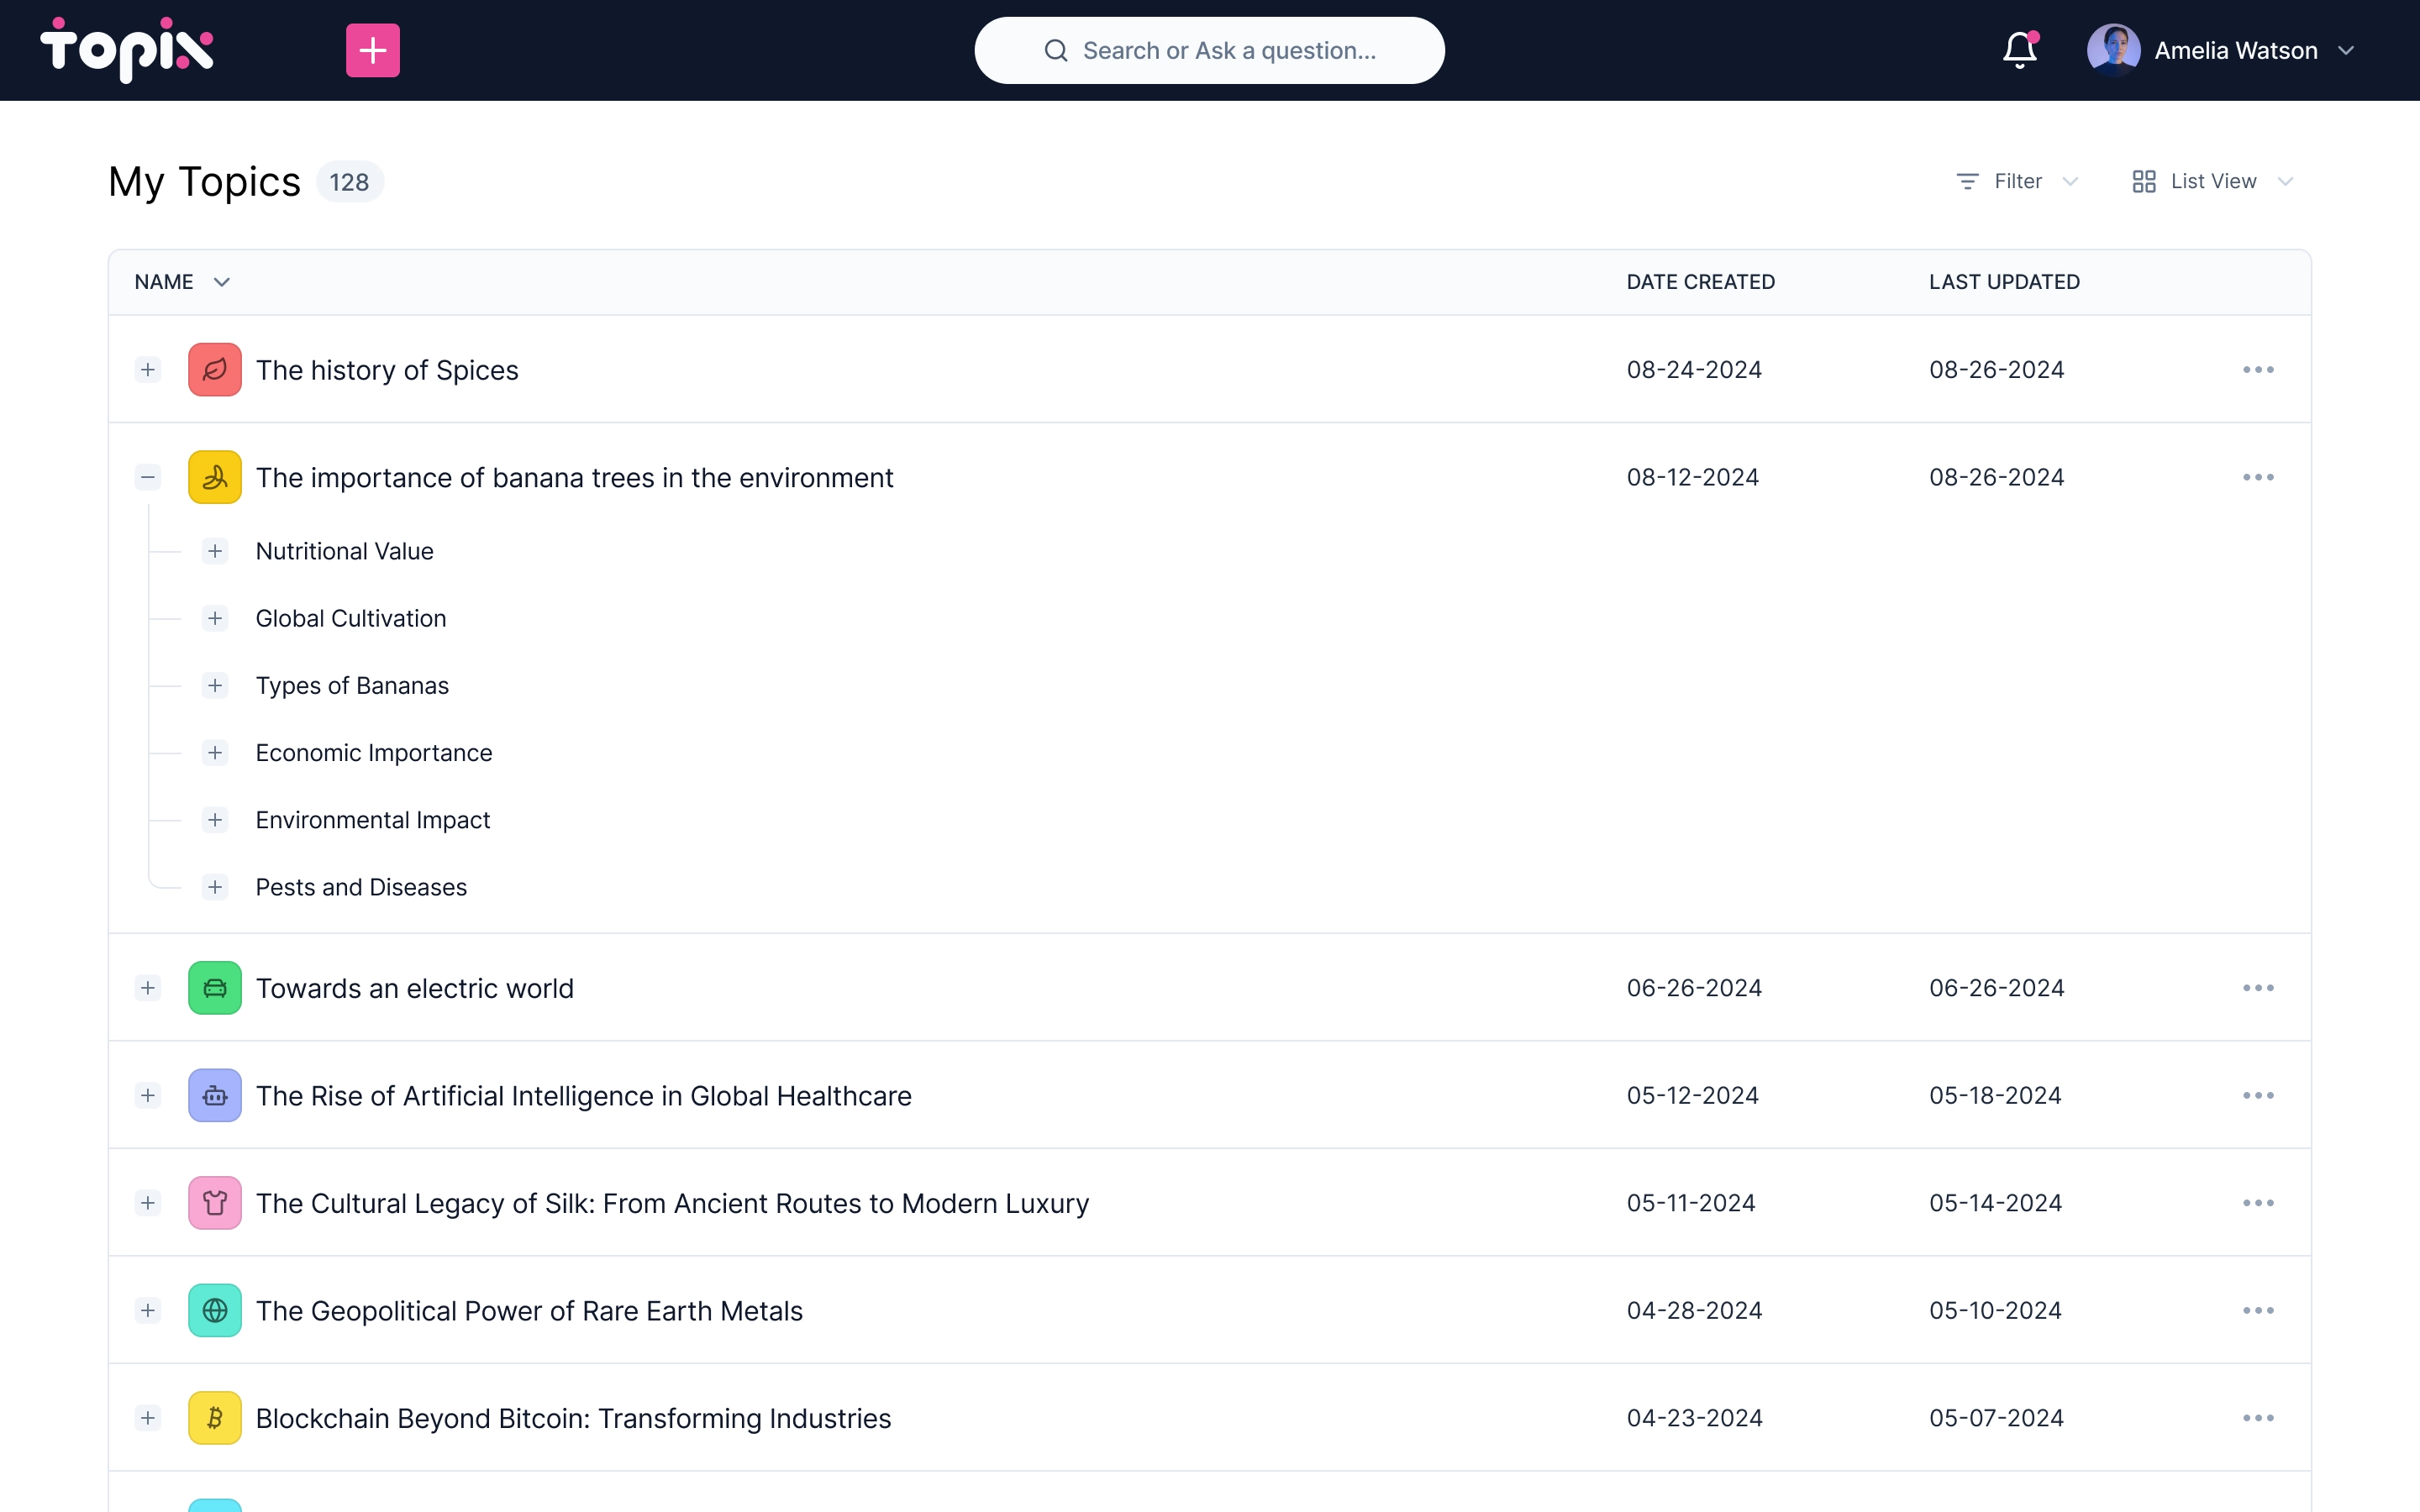 Topix
Search or Ask a question...
Amelia Watson
My Topics 128
Filter
List View
NAME DATE CREATED LAST UPDATED
The history of Spices 08-24-2024 08-26-2024
The importance of banana trees in the environment 08-12-2024 08-26-2024
Nutritional Value
Global Cultivation
Types of Bananas
Economic Importance
Environmental Impact
Pests and Diseases
Towards an electric world 06-26-2024 06-26-2024
The Rise of Artificial Intelligence in Global Healthcare 05-12-2024 05-18-2024
The Cultural Legacy of Silk: From Ancient Routes to Modern Luxury 05-11-2024 05-14-2024
The Geopolitical Power of Rare Earth Metals 04-28-2024 05-10-2024
Blockchain Beyond Bitcoin: Transforming Industries 04-23-2024 05-07-2024